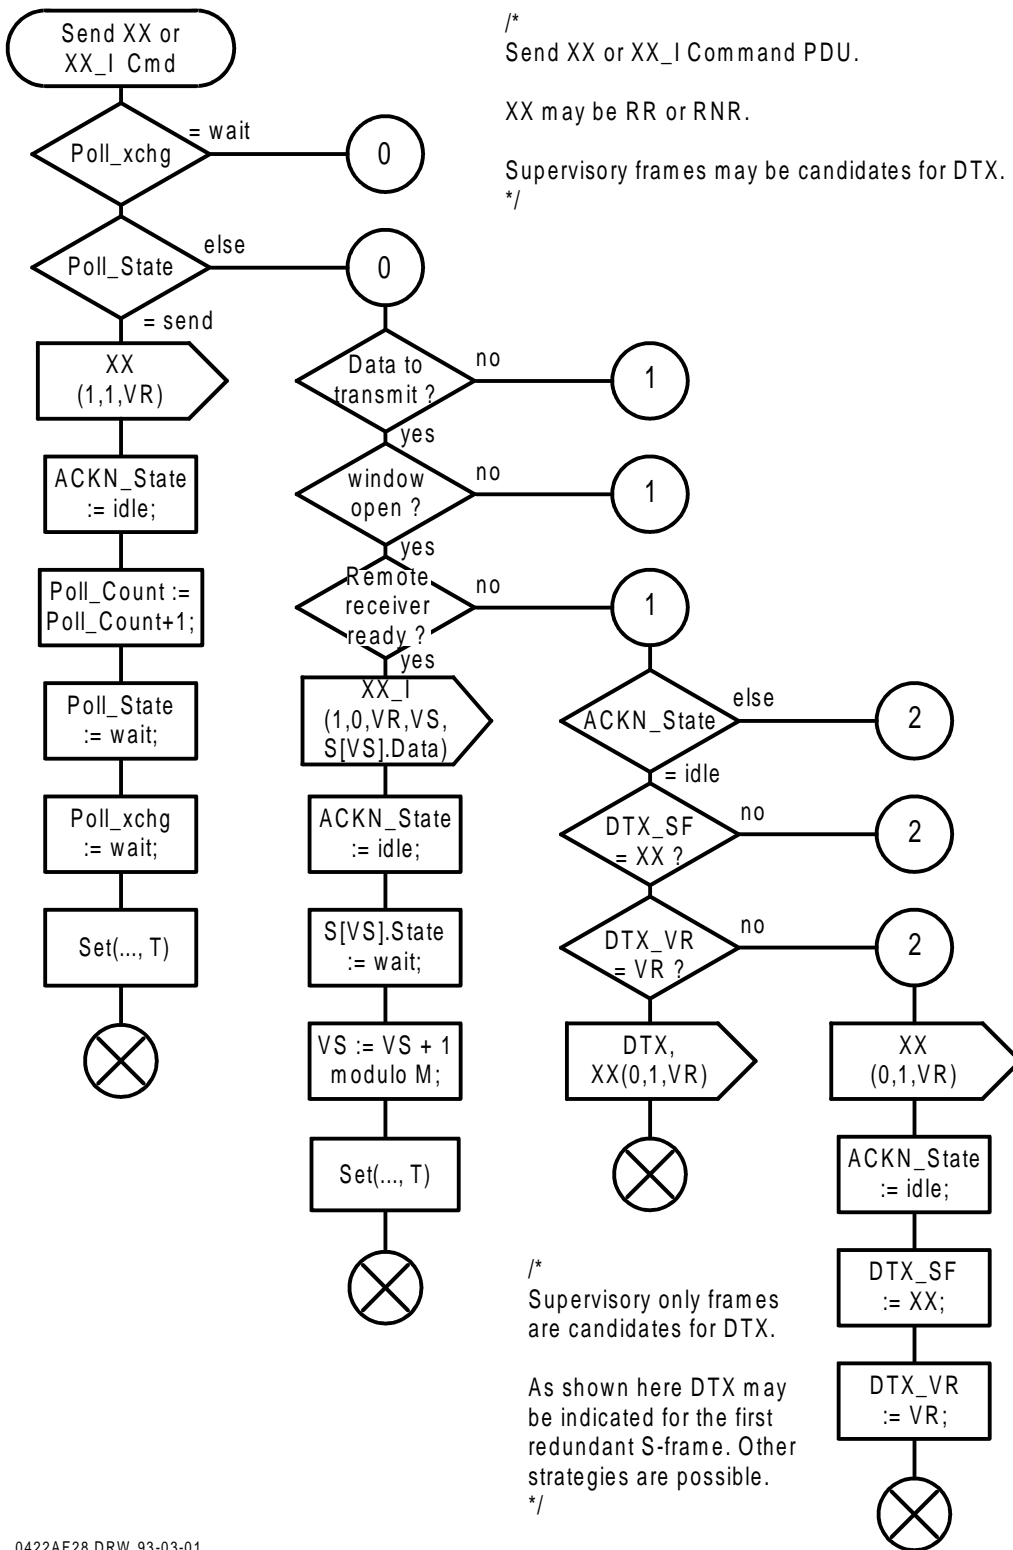 Send XX or
XX_I Cmd
/*
Send XX or XX_I Command PDU.
XX may be RR or RNR.
Supervisory frames may be candidates for DTX.
*/
Poll_xchg
= wait
0
Poll_State
else
0
= send
XX
(1,1,VR)
ACKN_State
:= idle;
Poll_Count :=
Poll_Count+1;
Poll_State
:= wait;
Poll_xchg
:= wait;
Set(..., T)
Data to
transmit ?
no
1
yes
window
open ?
no
1
yes
Remote
receiver
ready ?
no
1
yes
XX_I
(1,0,VR,VS,
S[VS].Data)
ACKN_State
:= idle;
S[VS].State
:= wait;
VS := VS + 1
modulo M;
Set(..., T)
ACKN_State
else
2
= idle
DTX_SF
= XX ?
no
2
DTX_VR
= VR ?
no
2
DTX,
XX(0,1,VR)
XX
(0,1,VR)
ACKN_State
:= idle;
DTX_SF
:= XX;
DTX_VR
:= VR;
/*
Supervisory only frames
are candidates for DTX.
As shown here DTX may
be indicated for the first
redundant S-frame. Other
strategies are possible.
*/
0422AF28.DRW 93-03-01